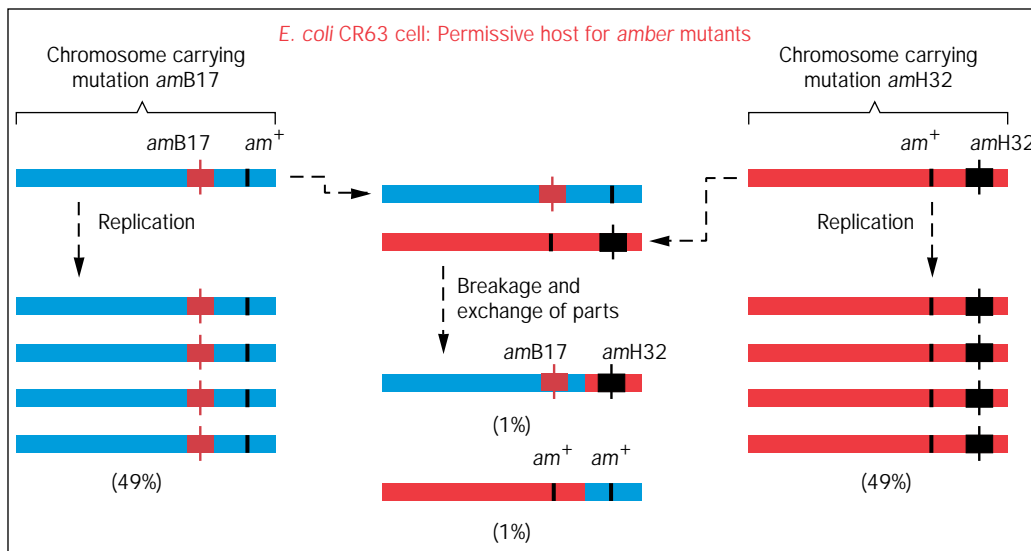 E. coli CR63 cell: Permissive host for amber mutants
Chromosome carrying
mutation amB17
amB17
am+
Replication
(49%)
Breakage and
exchange of parts
amB17
amH32
(1%)
am+
am+
(1%)
Chromosome carrying
mutation amH32
am+
amH32
Replication
(49%)